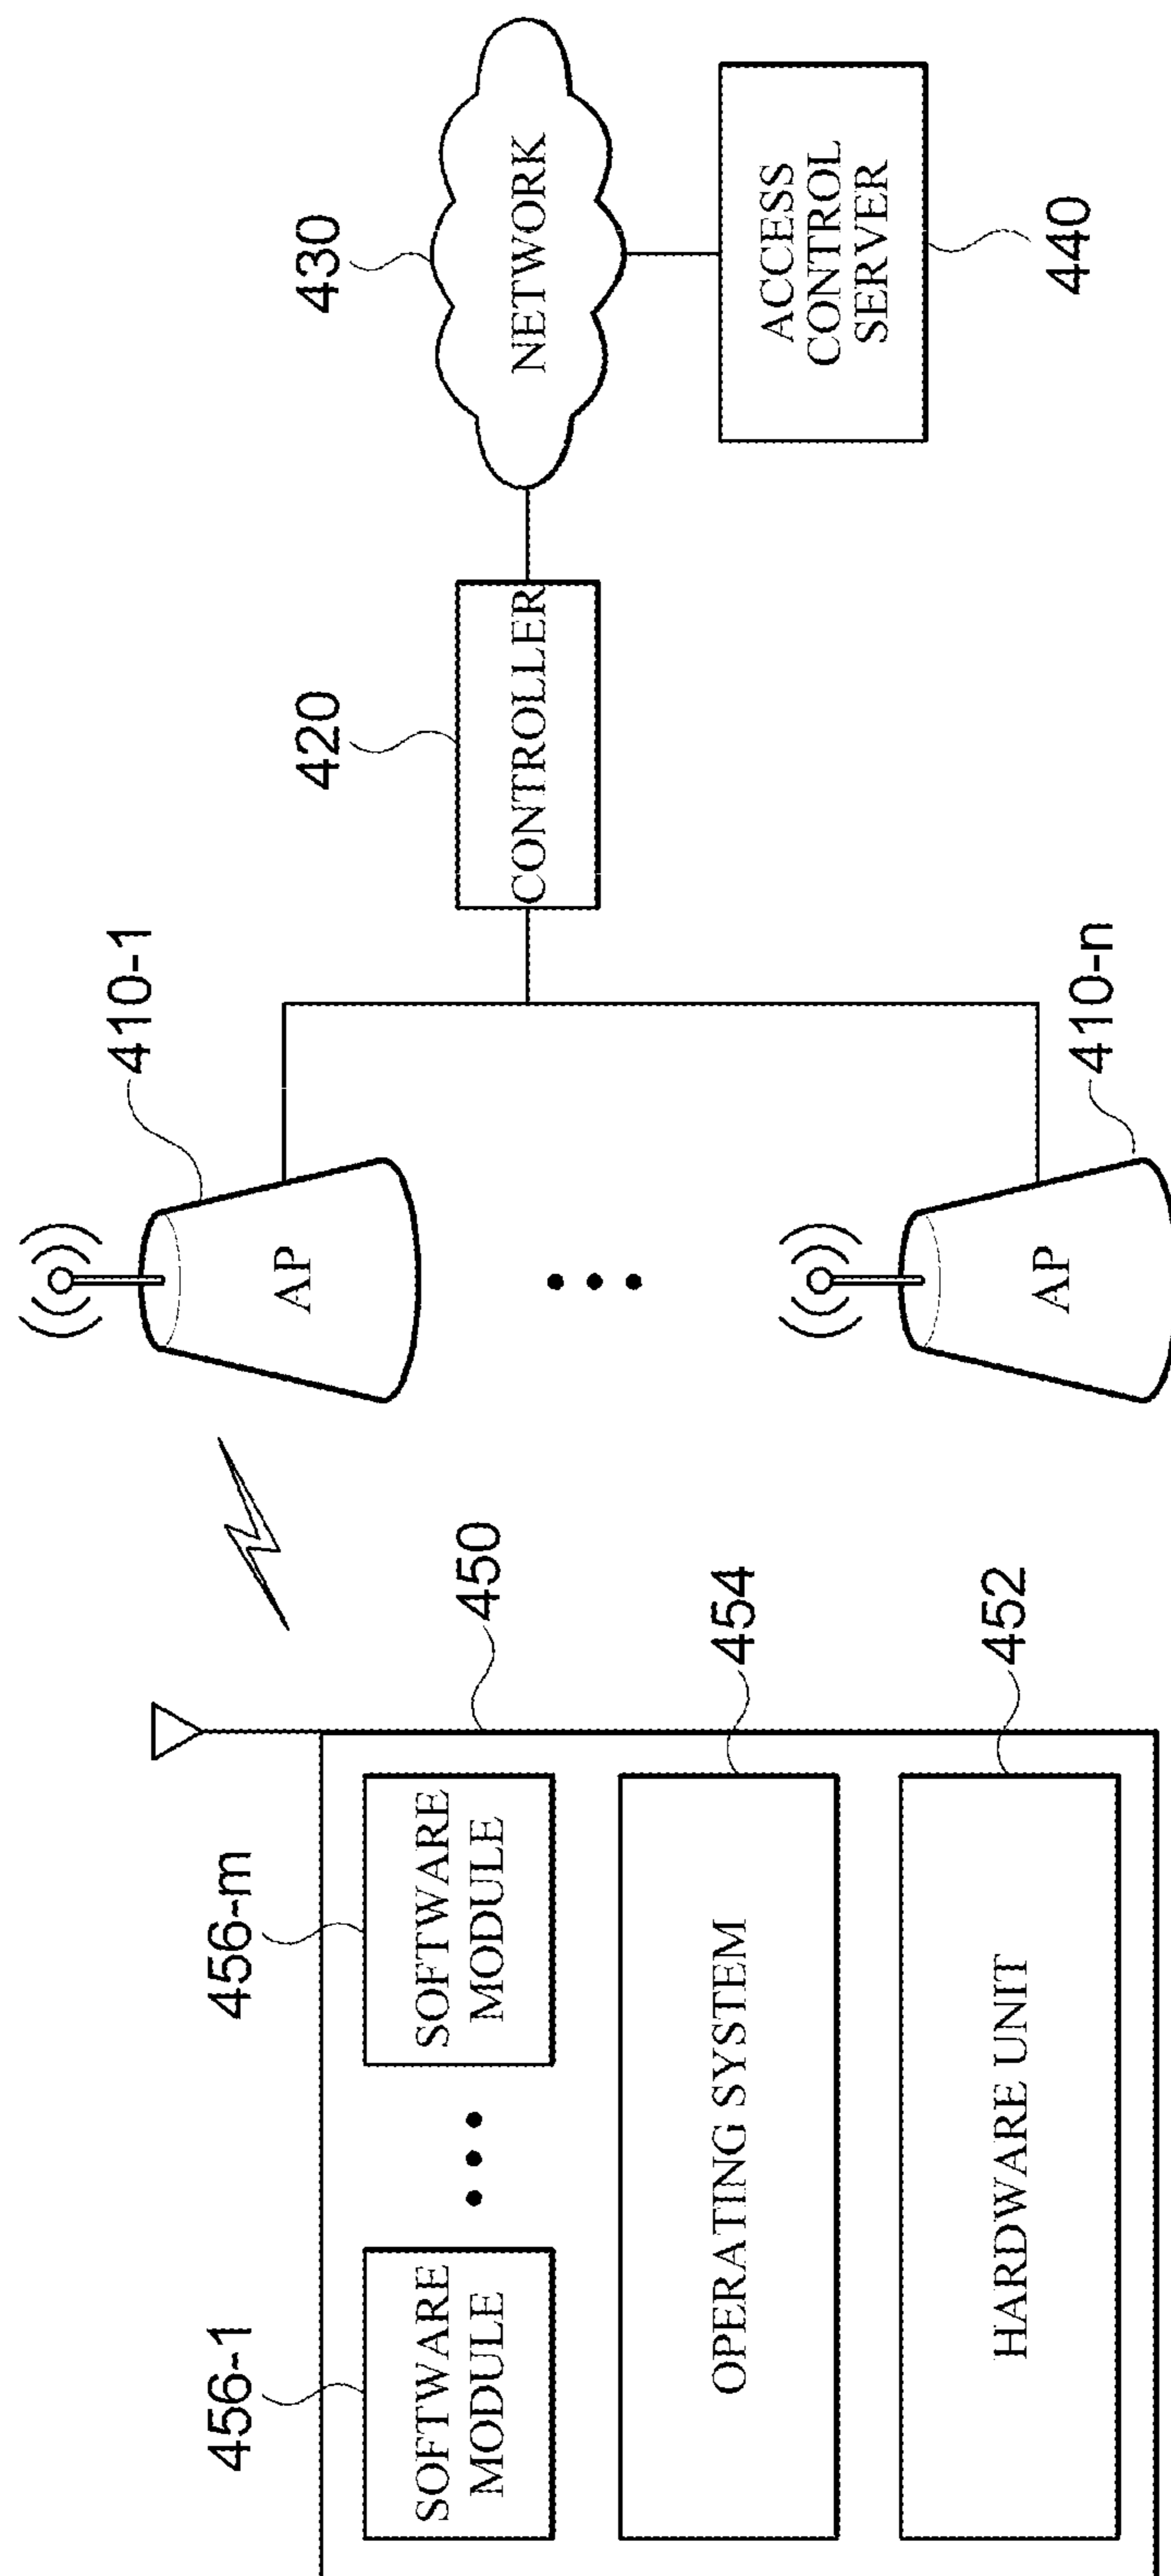 456-1
456-m
SOFTWARE
MODULE
SOFTWARE
MODULE
450
OPERATING SYSTEM
454
HARDWARE UNIT
452
410-1
AP
AP
410-n
420
CONTROLLER
430
NETWORK
ACCESS
CONTROL
SERVER
440